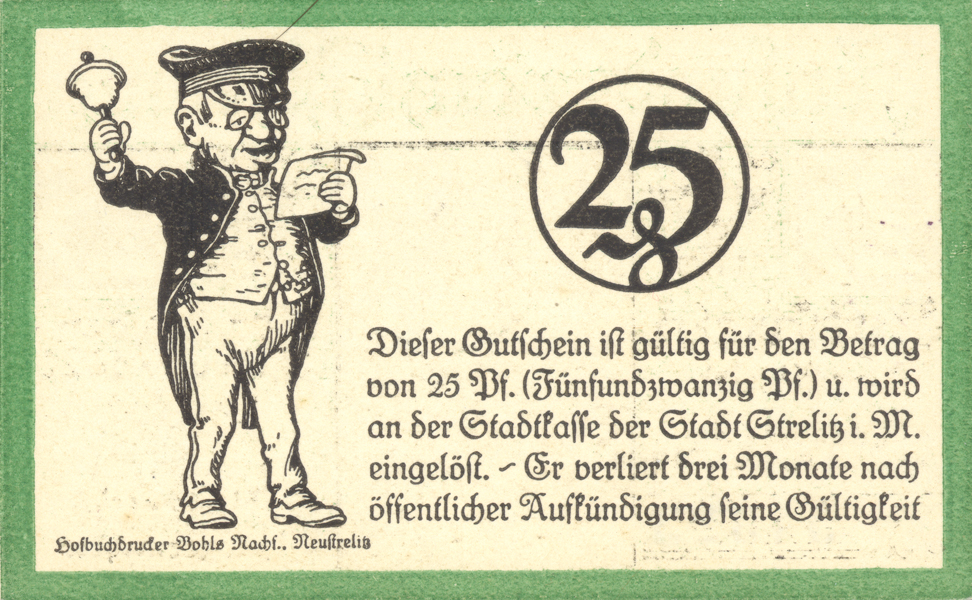 25 ₰
Dieser Gutschein ist gültig für den Betrag
von 25 Pf. (Fünfundzwanzig Pf.) u. wird
an der Stadtkasse der Stadt Strelitz i. M.
eingelöst. ~ Er verliert drei Monate nach
öffentlicher Aufkündigung seine Gültigkeit
Hofbuchdrucker Bohls Nachf., Neustrelitz